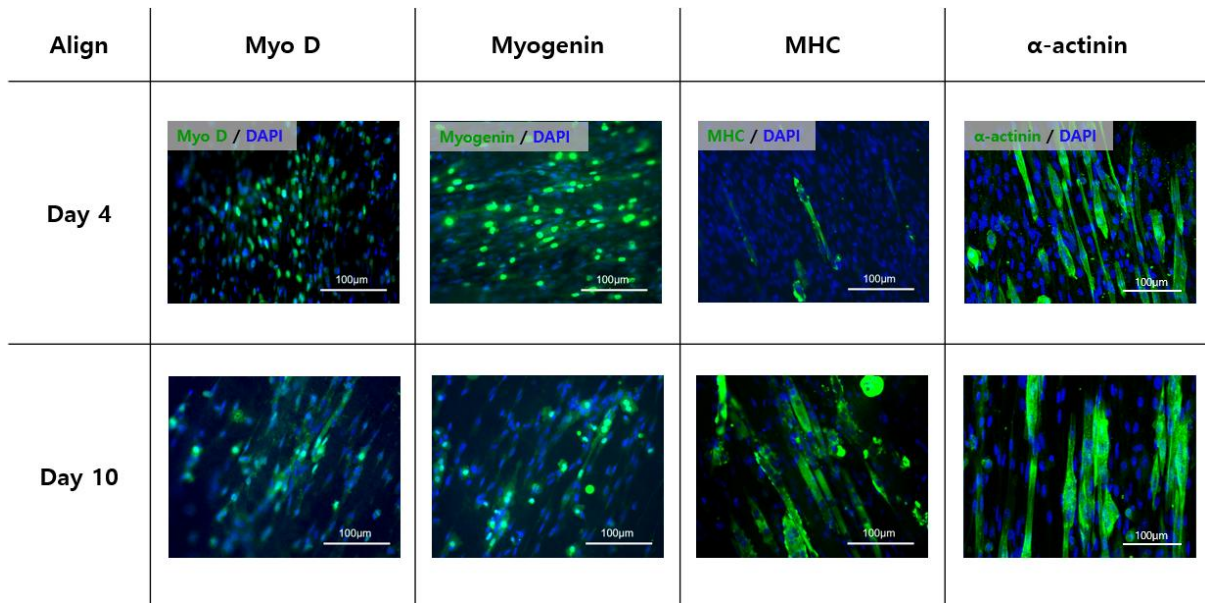 Align Myo D Myogenin MHC α-actinin
Myo D / DAPI Myogenin / DAPI MHC / DAPI α-actinin / DAPI
Day 4
100μm 100μm 100μm 100μm
Day 10
100μm 100μm 100μm 100μm